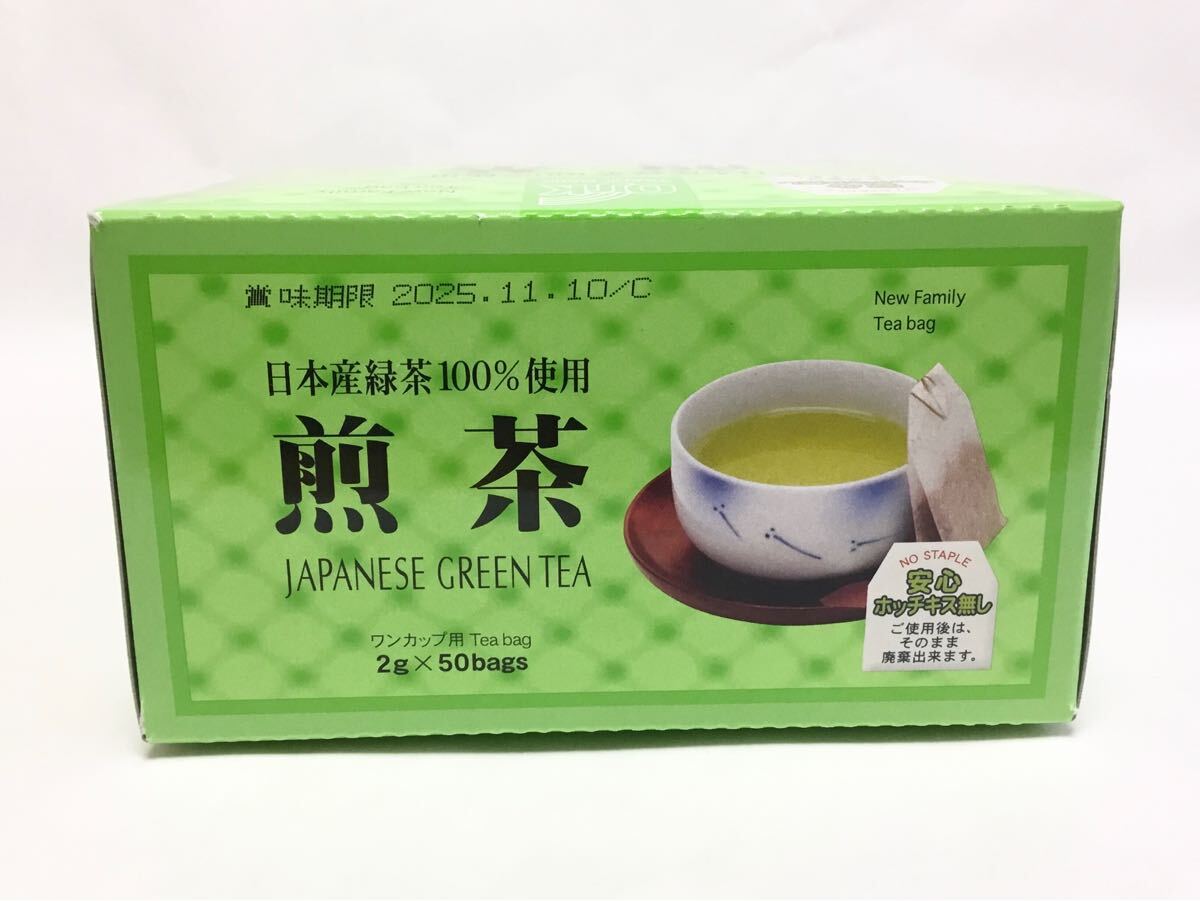 賞味期限 2025.11.10/C
New Family
Tea bag
日本産緑茶100%使用
煎茶
JAPANESE GREEN TEA
ワンカップ用 Tea bag
2g×50bags
NO STAPLE
安心
ホッチキス無し
ご使用後は、
そのまま
廃棄出来ます。